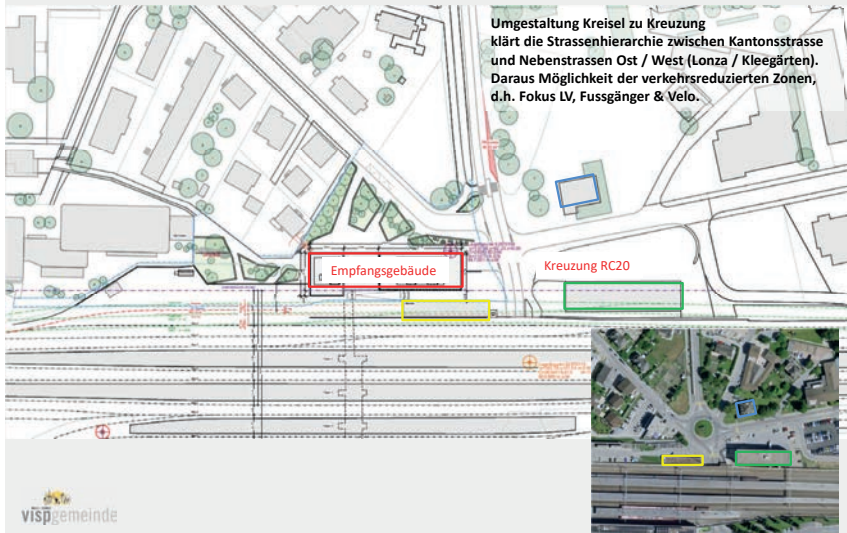 Umgestaltung Kreisel zu Kreuzung
klärt die Strassenhierarchie zwischen Kantonsstrasse
und Nebenstrassen Ost / West (Lonza / Kleegärten).
Daraus Möglichkeit der verkehrsreduzierten Zonen,
d.h. Fokus LV, Fussgänger & Velo.
Empfangsgebäude
Kreuzung RC20
vispgemeinde